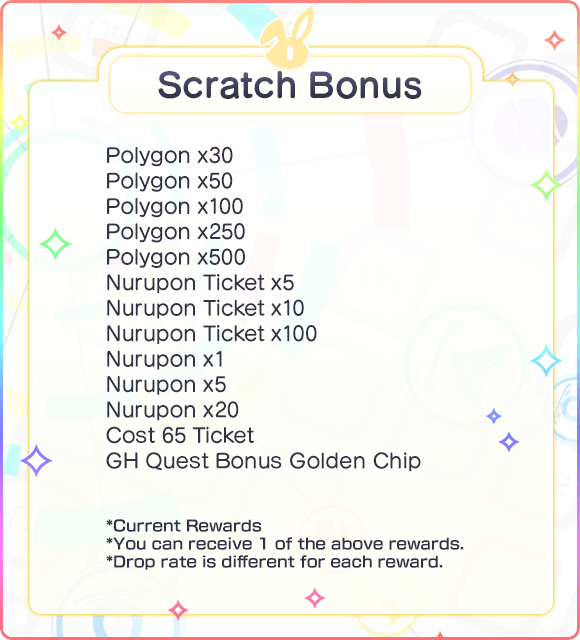 Scratch Bonus
Polygon x30
Polygon x50
Polygon x100
Polygon x250
Polygon x500
Nurupon Ticket x5
Nurupon Ticket x10
Nurupon Ticket x100
Nurupon x1
Nurupon x5
Nurupon x20
Cost 65 Ticket
GH Quest Bonus Golden Chip
*Current Rewards
*You can receive 1 of the above rewards.
*Drop rate is different for each reward.